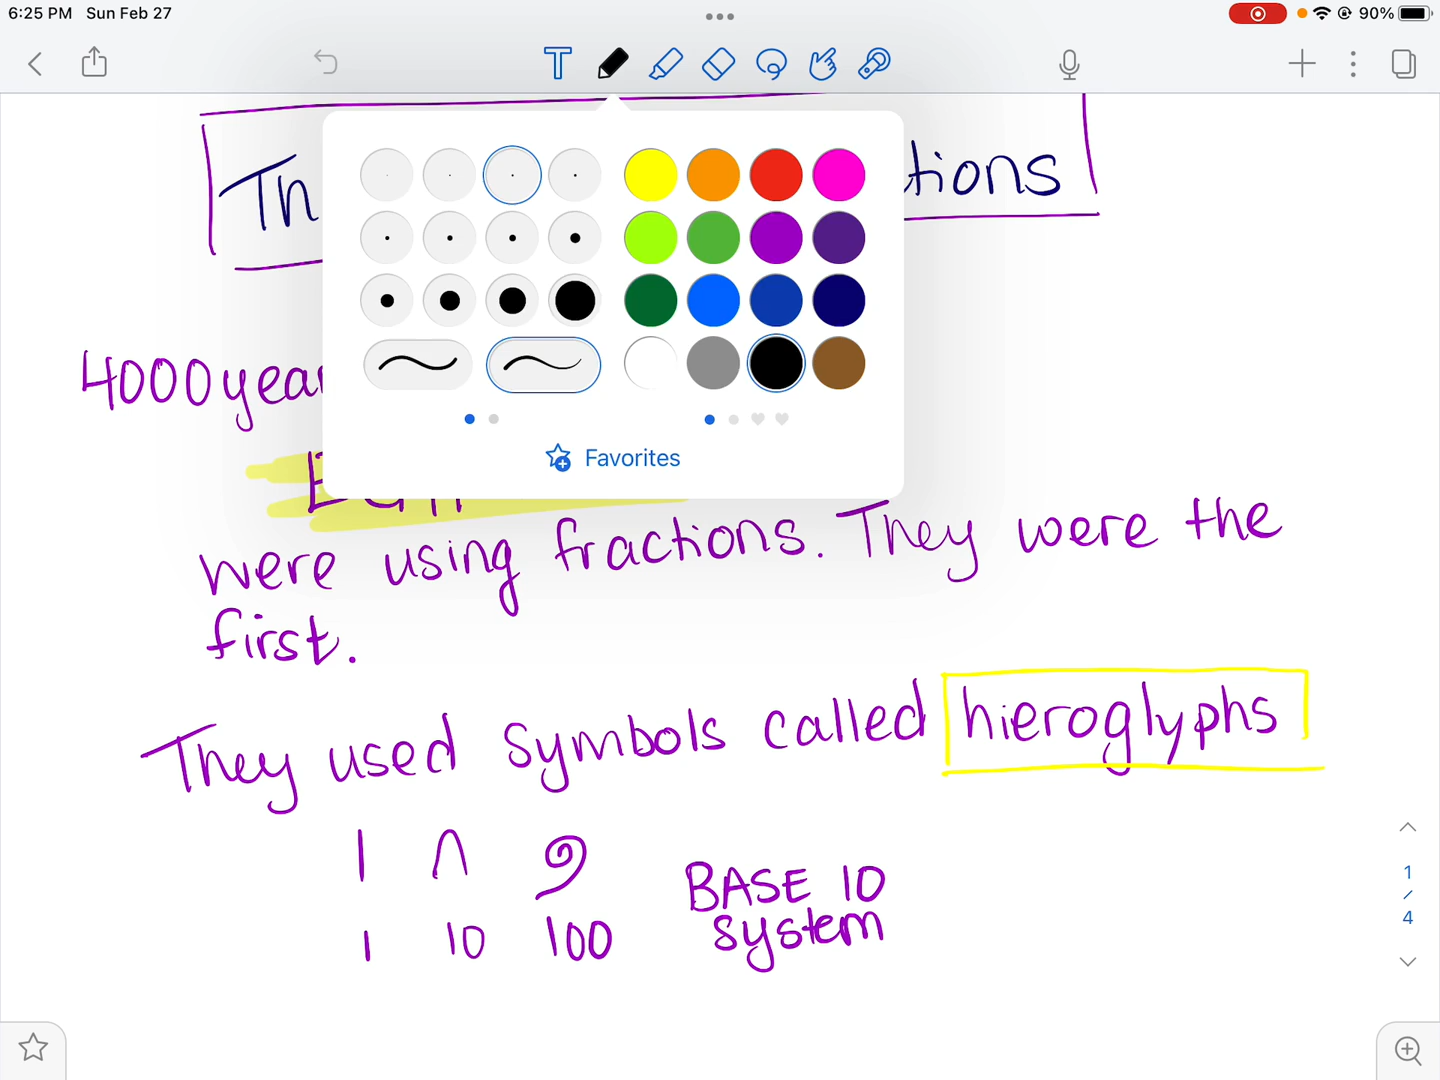 6:25 PM Sun Feb 27
90%
T
Th tions
Favorites
4000 year
were using fractions. They were the
first.
They used symbols called hieroglyphs
1 10 100
BASE 10
system
1
/
4